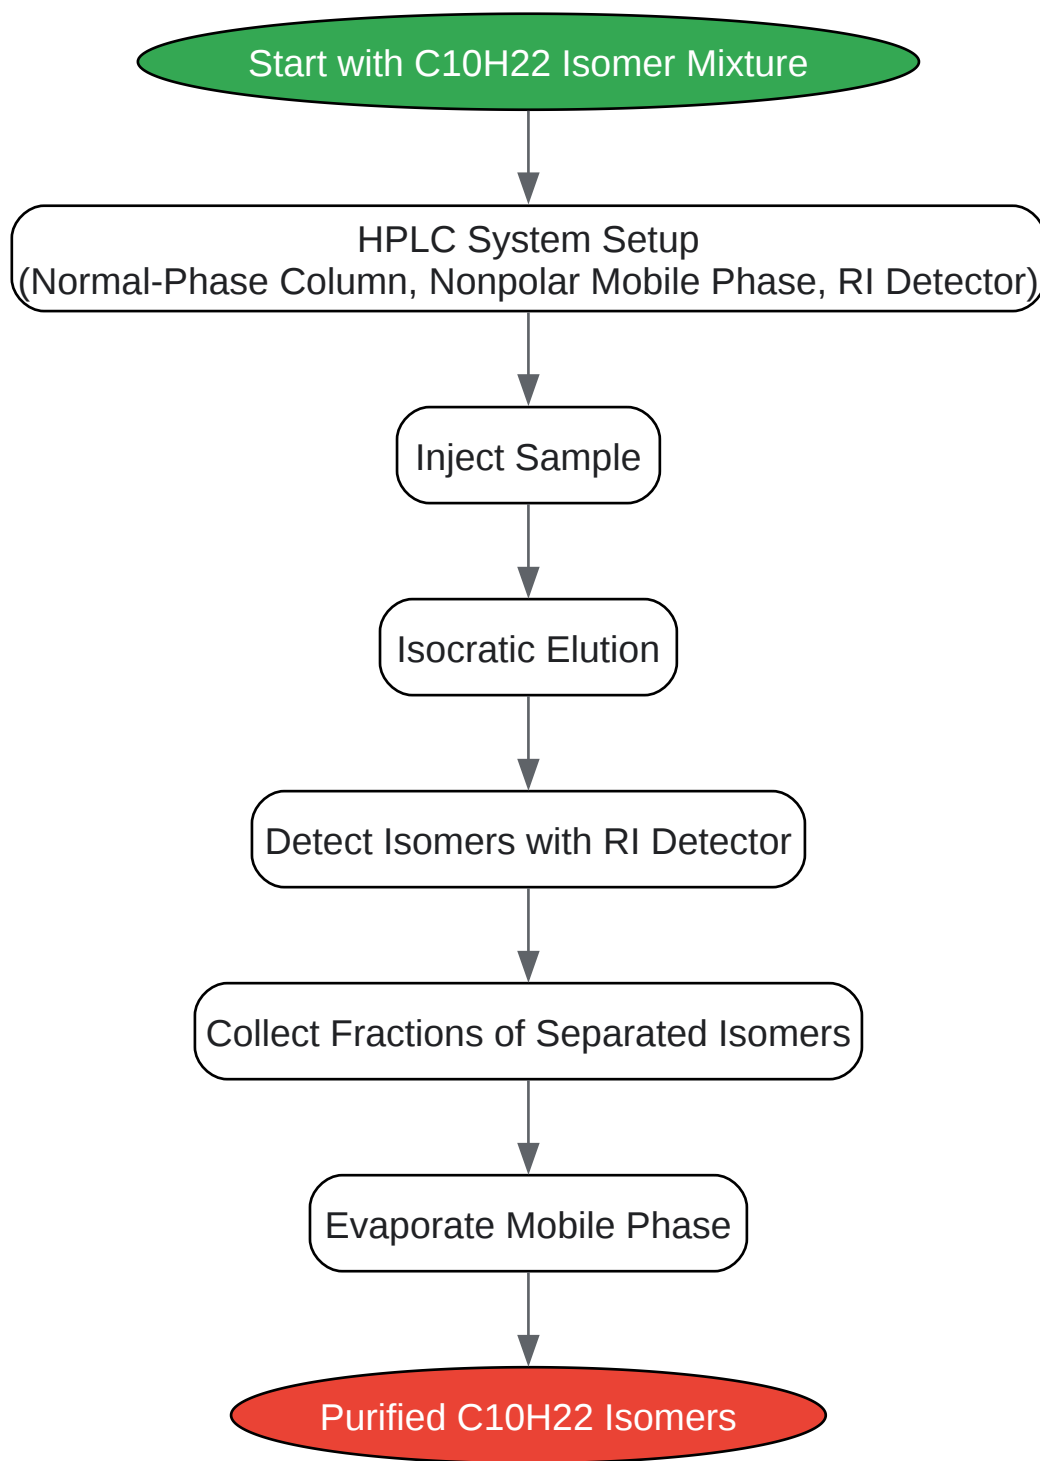 Start with C10H22 Isomer Mixture
HPLC System Setup
(Normal-Phase Column, Nonpolar Mobile Phase, RI Detector)
Inject Sample
Isocratic Elution
Detect Isomers with RI Detector
Collect Fractions of Separated Isomers
Evaporate Mobile Phase
Purified C10H22 Isomers